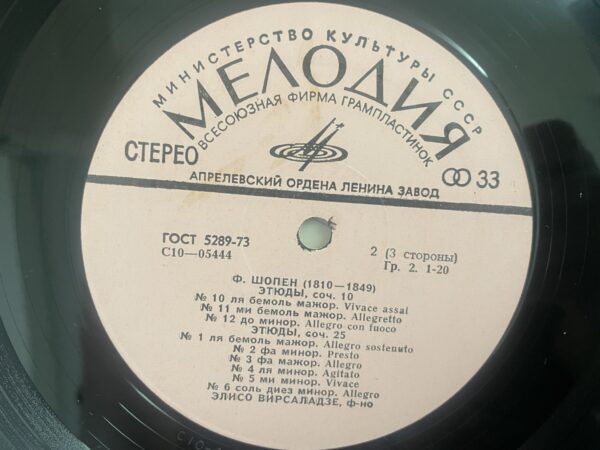 МИНИСТЕРСТВО КУЛЬТУРЫ СССР
МЕЛОДИЯ
ВСЕСОЮЗНАЯ ФИРМА ГРАМПЛАСТИНОК
СТЕРЕО
33
АПРЕЛЕВСКИЙ ОРДЕНА ЛЕНИНА ЗАВОД
ГОСТ 5289-73
С10—05444
2 (3 стороны)
Гр. 2. 1-20
Ф. ШОПЕН (1810—1849)
ЭТЮДЫ, соч. 10
№ 10 ля бемоль мажор. Vivace assai
№ 11 ми бемоль мажор. Allegretto
№ 12 до минор. Allegro con fuoco
ЭТЮДЫ, соч. 25
№ 1 ля бемоль мажор. Allegro sostenuto
№ 2 фа минор. Presto
№ 3 фа мажор. Allegro
№ 4 ля минор. Agitato
№ 5 ми минор. Vivace
№ 6 соль диез минор. Allegro
ЭЛИСО ВИРСАЛАДЗЕ, ф-но